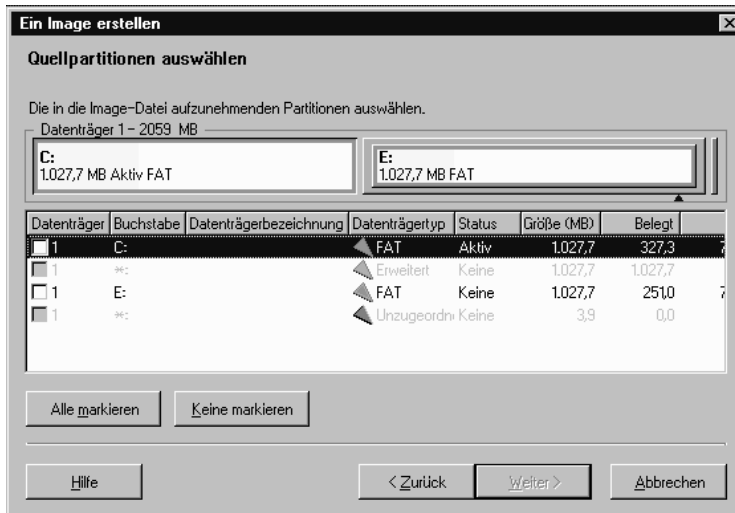 Ein Image erstellen
Quellpartitionen auswählen
Die in die Image-Datei aufzunehmenden Partitionen auswählen.
Datenträger 1 - 2059 MB
C:
1.027,7 MB Aktiv FAT
E:
1.027,7 MB FAT
Datenträger Buchstabe Datenträgerbezeichnung Datenträgertyp Status Größe (MB) Belegt
1 C: FAT Aktiv 1.027,7 327,3 7
1 *: Erweitert Keine 1.027,7 1.027,7
1 E: FAT Keine 1.027,7 251,0 7
1 *: Unzugeordn Keine 3,9 0,0
Alle markieren Keine markieren
Hilfe < Zurück Weiter > Abbrechen